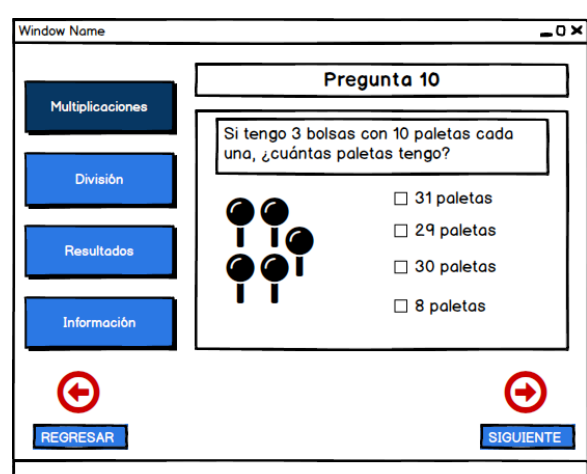 Window Name
Pregunta 10
Multiplicaciones
División
Resultados
Información
Si tengo 3 bolsas con 10 paletas cada
una, ¿cuántas paletas tengo?
31 paletas
29 paletas
30 paletas
8 paletas
REGRESAR
SIGUIENTE